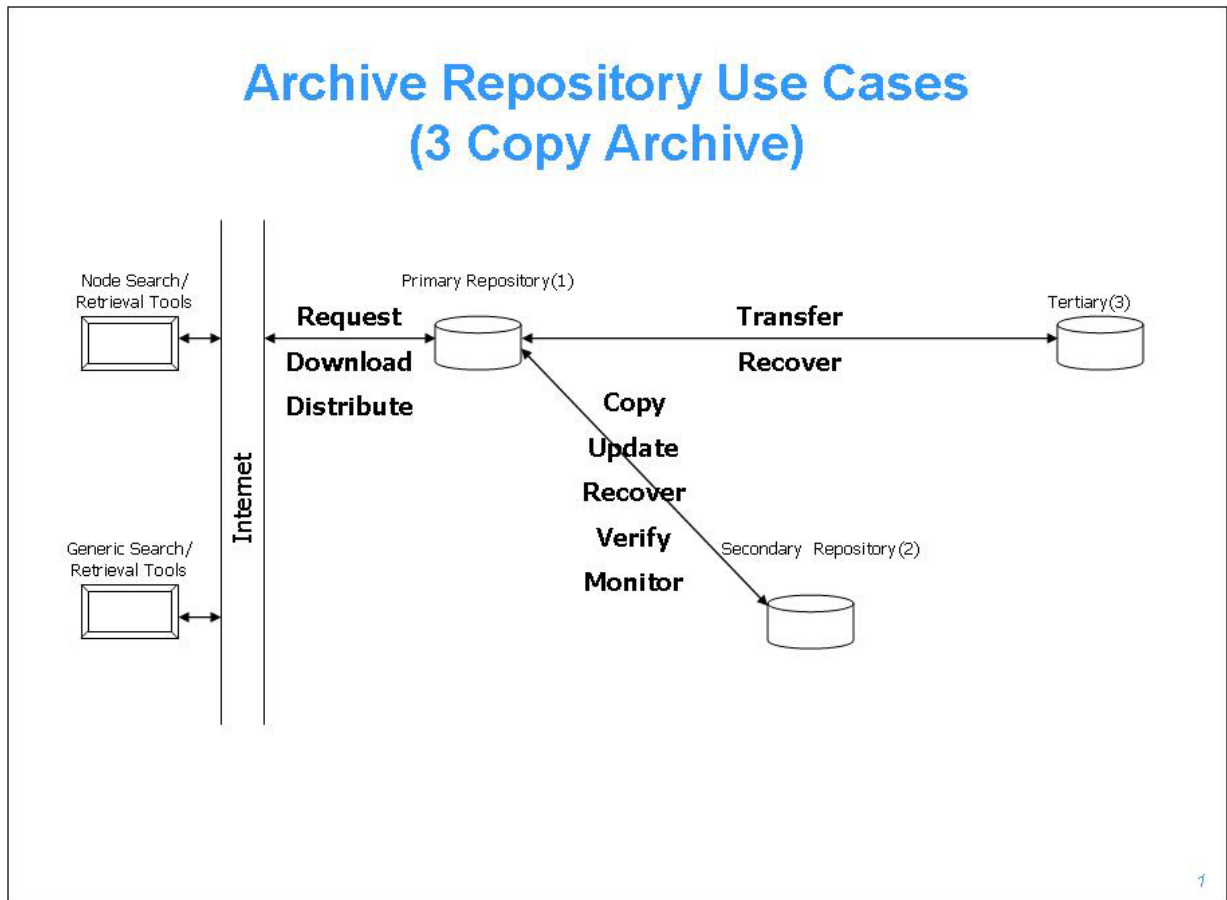 Archive Repository Use Cases
(3 Copy Archive)
Node Search/
Retrieval Tools
Primary Repository(1)
Tertiary(3)
Request
Download
Distribute
Transfer
Recover
Copy
Update
Recover
Verify
Monitor
Internet
Generic Search/
Retrieval Tools
Secondary Repository(2)